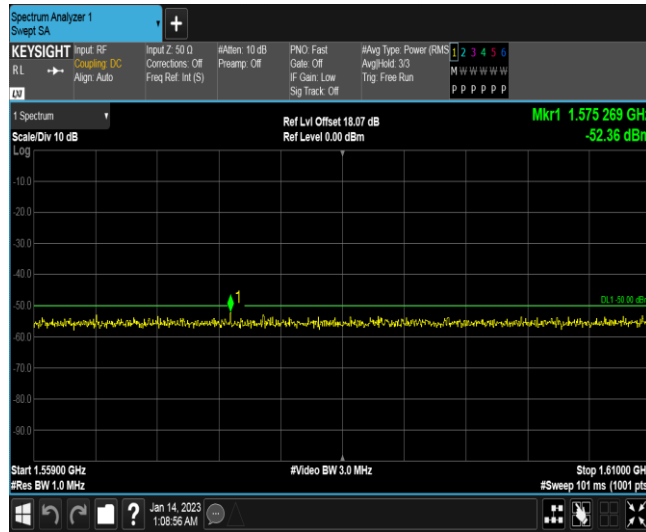 Spectrum Analyzer 1
Swept SA
+
KEYSIGHT Input: RF Input Z: 50 Ω #Atten: 10 dB PNO: Fast #Avg Type: Power (RMS 1 2 3 4 5 6
RL Coupling: DC Corrections: Off Preamp: Off Gate: Off Avg|Hold: 3/3 M W W W W W
Align: Auto Freq Ref: Int (S) IF Gain: Low Trig: Free Run
Sig Track: Off P P P P P P
LXI
1 Spectrum Ref Lvl Offset 18.07 dB Mkr1 1.575 269 GHz
Scale/Div 10 dB Ref Level 0.00 dBm -52.36 dBm
Log
-10.0
-20.0
-30.0
-40.0
1
DL1 -50.00 dBm
-50.0
-60.0
-70.0
-80.0
-90.0
Start 1.55900 GHz #Video BW 3.0 MHz Stop 1.61000 GHz
#Res BW 1.0 MHz #Sweep 101 ms (1001 pts
? Jan 14, 2023
1:08:56 AM